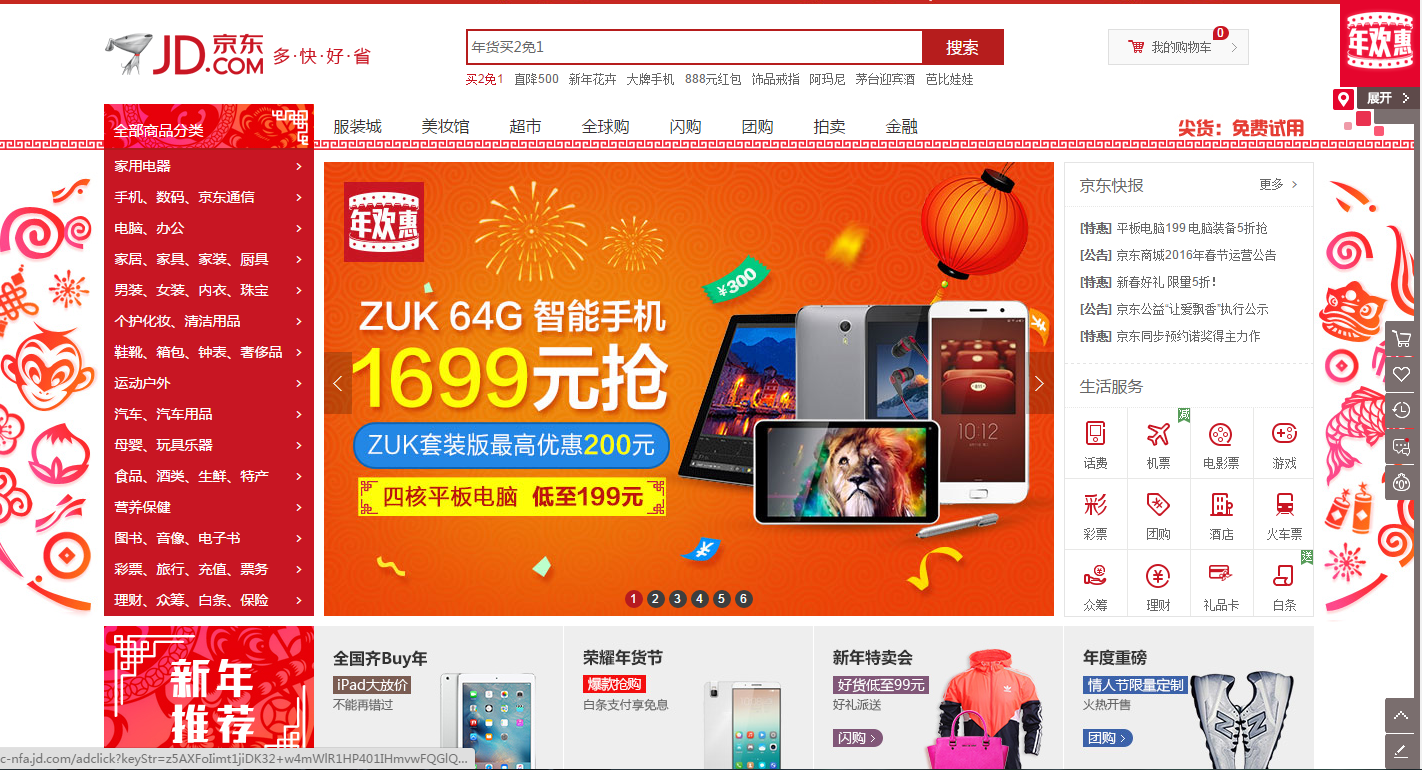 JD.COM 京东
多·快·好·省
年货买2免1
搜索
0
我的购物车
年欢惠
展开
买2免1 直降500 新年花卉 大牌手机 888元红包 饰品戒指 阿玛尼 茅台迎宾酒 芭比娃娃
全部商品分类
服装城 美妆馆 超市 全球购 闪购 团购 拍卖 金融
尖货：免费试用
家用电器
手机、数码、京东通信
电脑、办公
家居、家具、家装、厨具
男装、女装、内衣、珠宝
个护化妆、清洁用品
鞋靴、箱包、钟表、奢侈品
运动户外
汽车、汽车用品
母婴、玩具乐器
食品、酒类、生鲜、特产
营养保健
图书、音像、电子书
彩票、旅行、充值、票务
理财、众筹、白条、保险
年欢惠
¥300
ZUK 64G 智能手机
1699元抢
ZUK套装版最高优惠200元
四核平板电脑 低至199元
10:12
¥
¥
1 2 3 4 5 6
京东快报
更多
[特惠] 平板电脑199 电脑装备5折抢
[公告] 京东商城2016年春节运营公告
[特惠] 新春好礼 限量5折！
[公告] 京东公益“让爱飘香”执行公示
[特惠] 京东同步预约诺奖得主力作
生活服务
减
话费 机票 电影票 游戏
彩
彩票 团购 酒店 火车票
送
众筹 理财 礼品卡 白条
新年
推荐
全国齐Buy年
iPad大放价
不能再错过
荣耀年货节
爆款抢购
白条支付享免息
新年特卖会
好货低至99元
好礼派送
闪购
年度重磅
情人节限量定制
火热开售
团购
c-nfa.jd.com/adclick?keyStr=z5AXFoIimt1jiDK32+w4mWlR1HP401IHmvwFQGlQ...